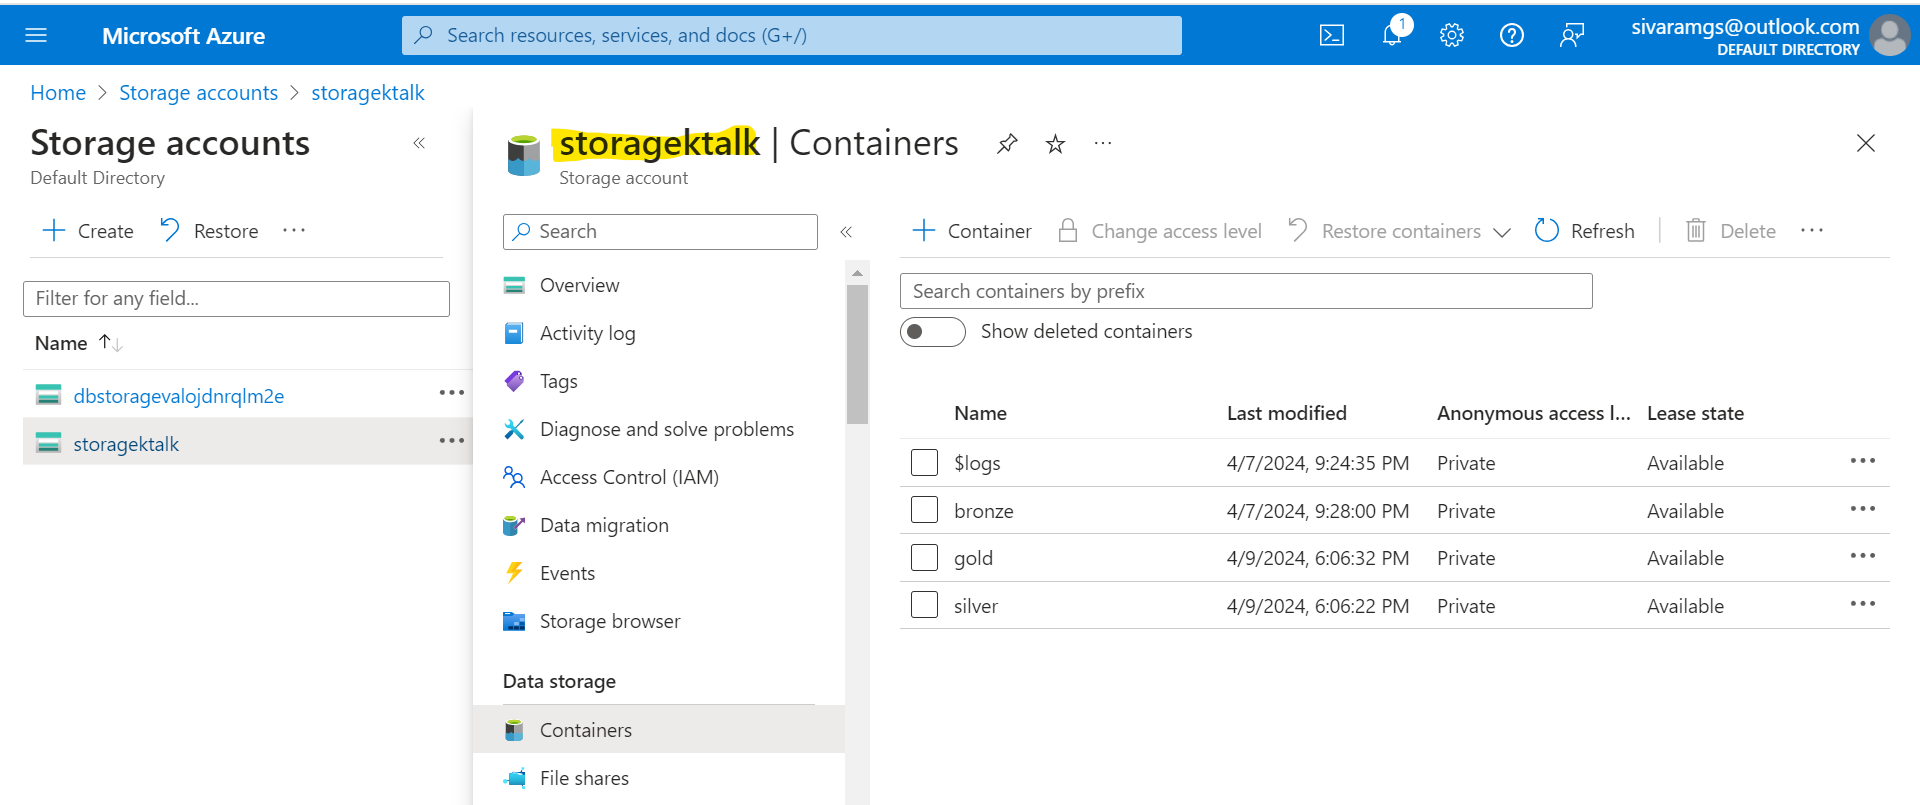 Microsoft Azure
Search resources, services, and docs (G+/)
1
sivaramgs@outlook.com
DEFAULT DIRECTORY
Home > Storage accounts > storagektalk
Storage accounts
Default Directory
Create
Restore
Filter for any field...
Name
dbstoragevalojdnrqlm2e
storagektalk
storagektalk | Containers
Storage account
Search
Overview
Activity log
Tags
Diagnose and solve problems
Access Control (IAM)
Data migration
Events
Storage browser
Data storage
Containers
File shares
Container
Change access level
Restore containers
Refresh
Delete
Search containers by prefix
Show deleted containers
Name Last modified Anonymous access l... Lease state
$logs 4/7/2024, 9:24:35 PM Private Available
bronze 4/7/2024, 9:28:00 PM Private Available
gold 4/9/2024, 6:06:32 PM Private Available
silver 4/9/2024, 6:06:22 PM Private Available